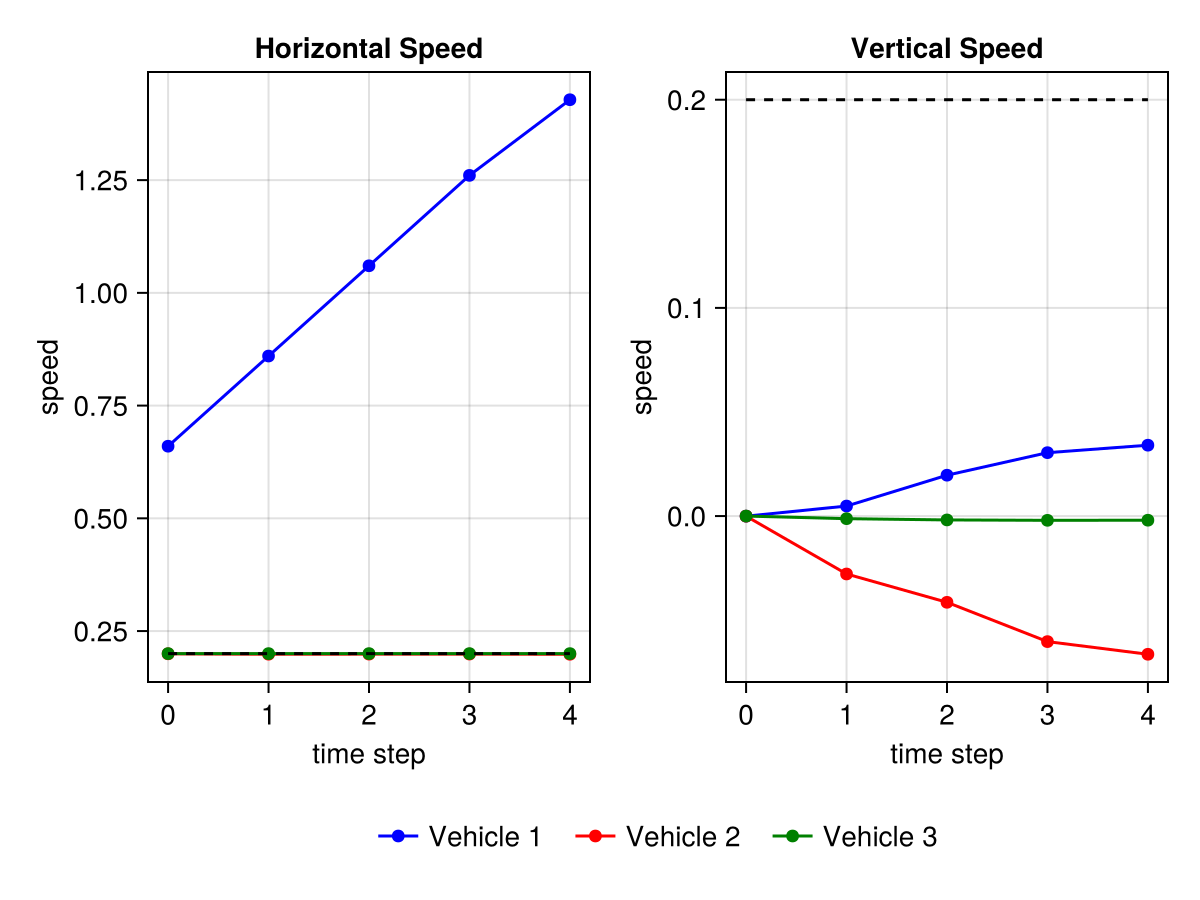 Horizontal Speed
Vertical Speed
speed
1.25
1.00
0.75
0.50
0.25
0 1 2 3 4
time step
speed
0.2
0.1
0.0
0 1 2 3 4
time step
Vehicle 1 Vehicle 2 Vehicle 3